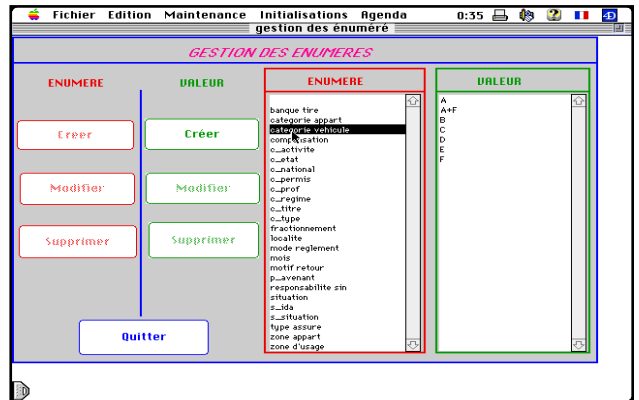 Fichier Edition Maintenance Initialisations Agenda 0:35
gestion des énuméré
GESTION DES ENUMERES
ENUMERE VALEUR ENUMERE VALEUR
Creer Créer
Modifier Modifier
Supprimer Supprimer
Quitter
banque tire
categorie appart
categorie vehicule
compensation
c_activite
c_etat
c_national
c_permis
c_prof
c_regime
c_titre
c_type
fractionnement
localite
mode reglement
mois
motif retour
p_avenant
responsabilite sin
situation
s_ida
s_situation
type assure
zone appart
zone d'usage
A
A+F
B
C
D
E
F